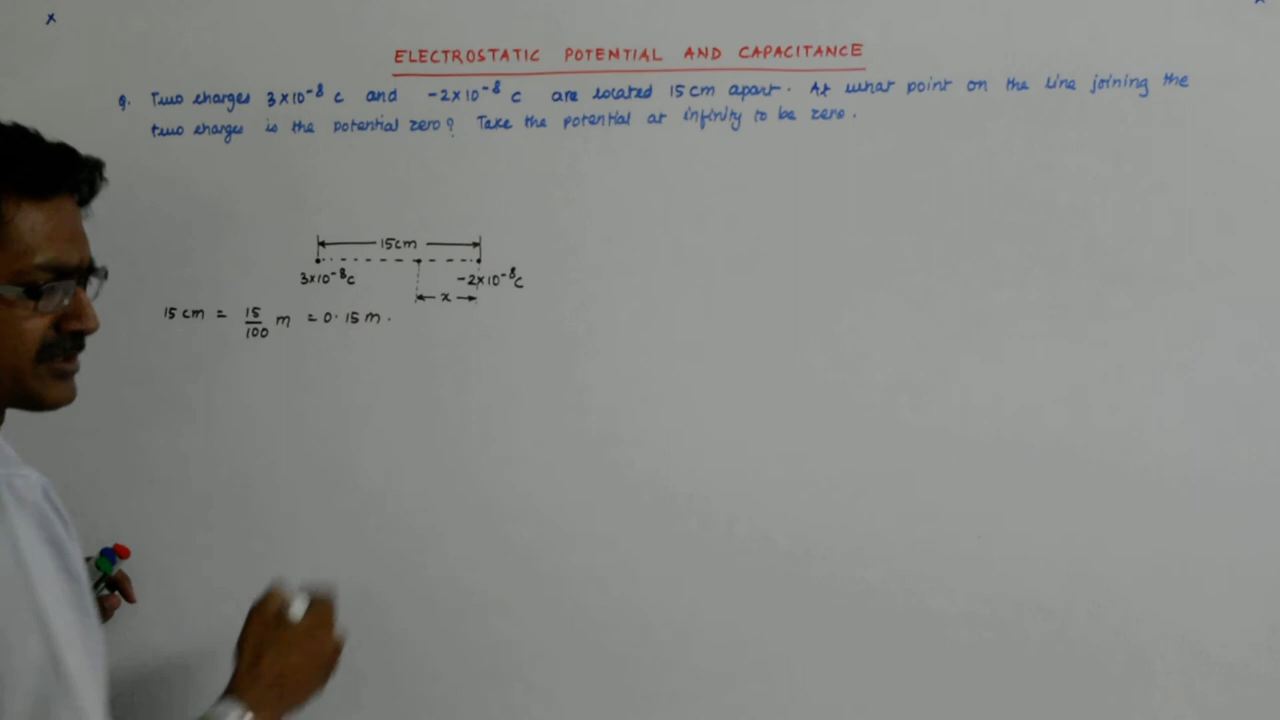 ELECTROSTATIC POTENTIAL AND CAPACITANCE
Q. Two charges 3×10⁻⁸ C and -2×10⁻⁸ C are located 15 cm apart. At what point on the line joining the
two charges is the potential zero? Take the potential at infinity to be zero.
15cm
3×10⁻⁸C -2×10⁻⁸C
x
15 cm = 15/100 m = 0.15 m.